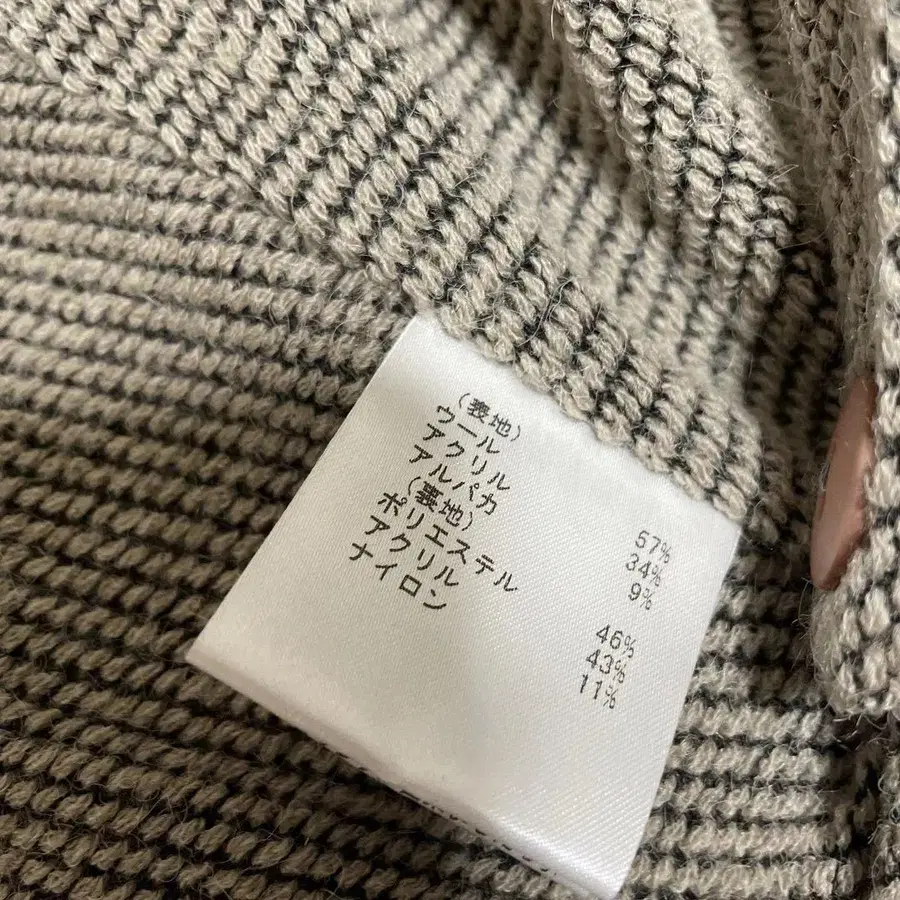 (表地)
ウール 57%
アクリル 34%
アルパカ 9%
(裏地)
ポリエステル 46%
アクリル 43%
ナイロン 11%